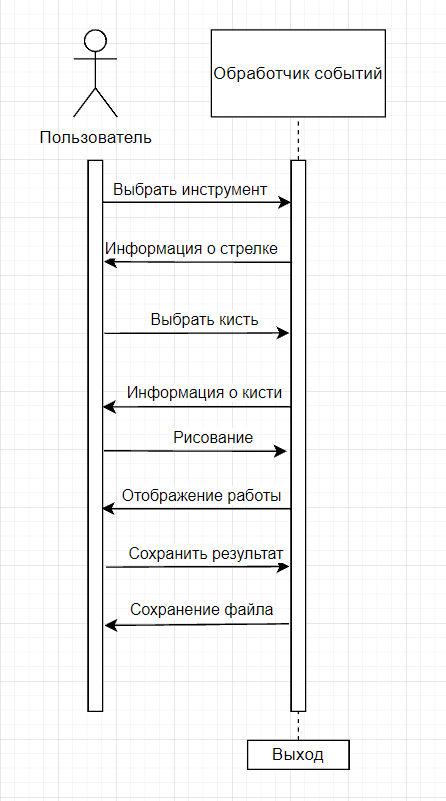 Обработчик событий
Пользователь
Выбрать инструмент
Информация о стрелке
Выбрать кисть
Информация о кисти
Рисование
Отображение работы
Сохранить результат
Сохранение файла
Выход